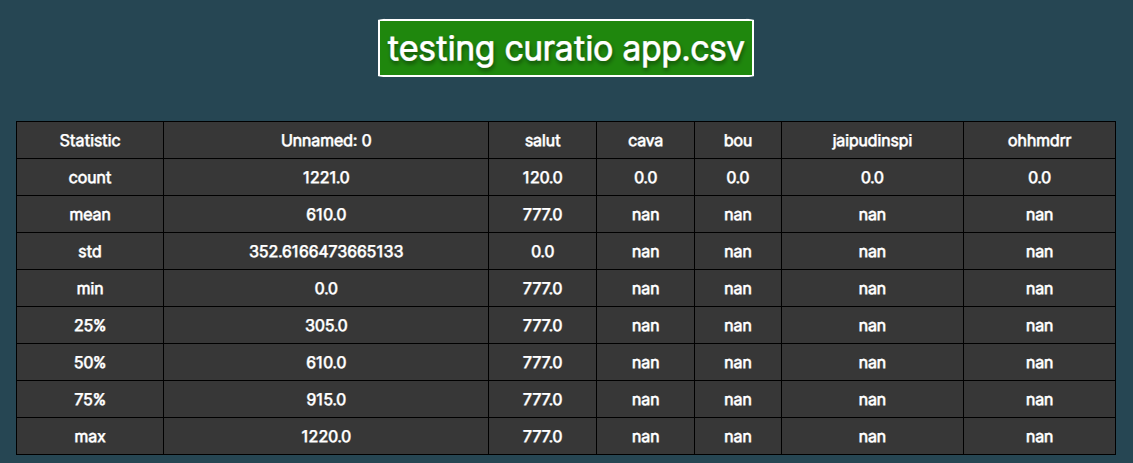 testing curatio app.csv
Statistic Unnamed: 0 salut cava bou jaipudinspi ohhmdrr
count 1221.0 120.0 0.0 0.0 0.0 0.0
mean 610.0 777.0 nan nan nan nan
std 352.6166473665133 0.0 nan nan nan nan
min 0.0 777.0 nan nan nan nan
25% 305.0 777.0 nan nan nan nan
50% 610.0 777.0 nan nan nan nan
75% 915.0 777.0 nan nan nan nan
max 1220.0 777.0 nan nan nan nan